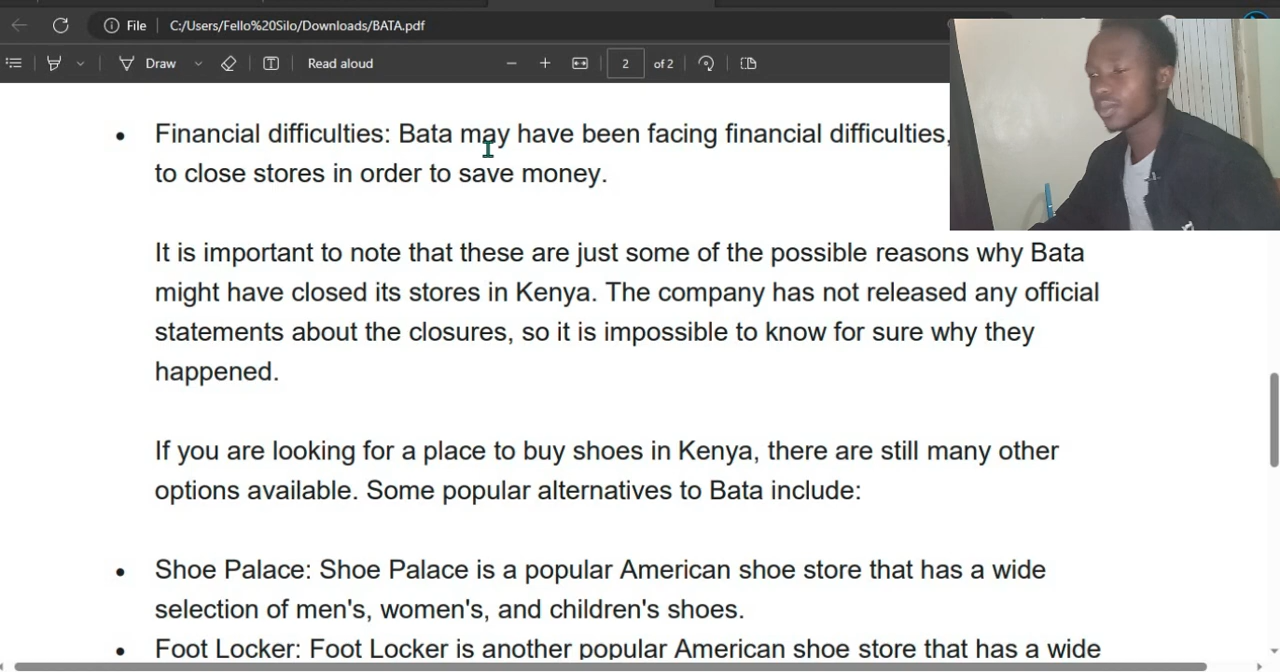 File C:/Users/Fello%20Silo/Downloads/BATA.pdf
Draw Read aloud 2 of 2
• Financial difficulties: Bata may have been facing financial difficulties,
to close stores in order to save money.
It is important to note that these are just some of the possible reasons why Bata
might have closed its stores in Kenya. The company has not released any official
statements about the closures, so it is impossible to know for sure why they
happened.
If you are looking for a place to buy shoes in Kenya, there are still many other
options available. Some popular alternatives to Bata include:
• Shoe Palace: Shoe Palace is a popular American shoe store that has a wide
selection of men's, women's, and children's shoes.
• Foot Locker: Foot Locker is another popular American shoe store that has a wide